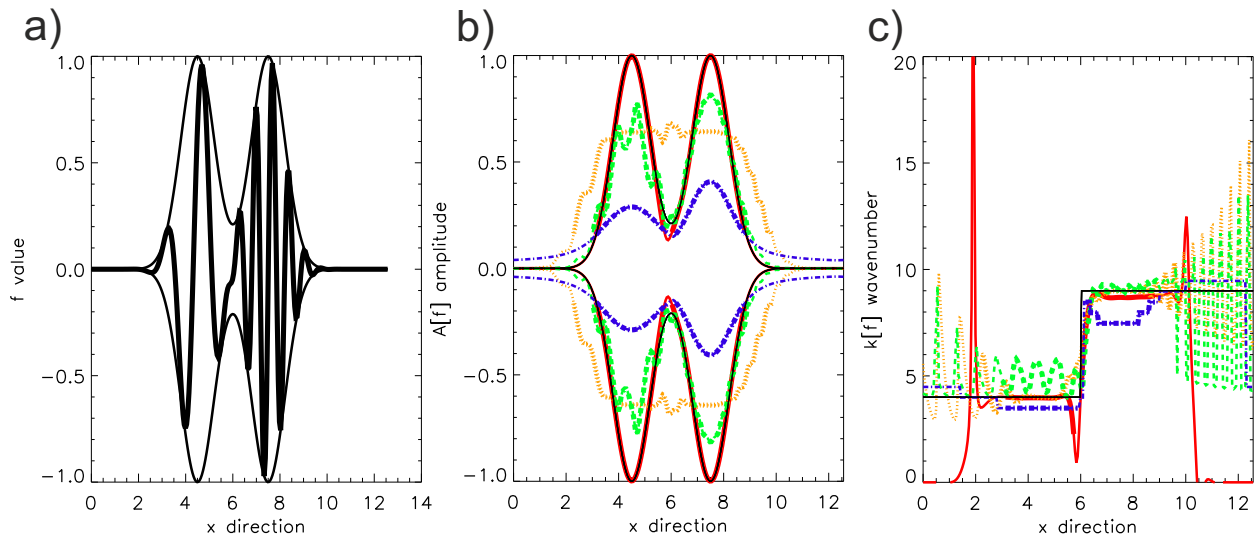 a)
1.0
0.5
0.0
−0.5
−1.0
f value
0 2 4 6 8 10 12 14
x direction
b)
1.0
0.5
0.0
−0.5
−1.0
A[f] amplitude
0 2 4 6 8 10 12
x direction
c)
20
15
10
5
0
k[f] wavenumber
0 2 4 6 8 10 12
x direction